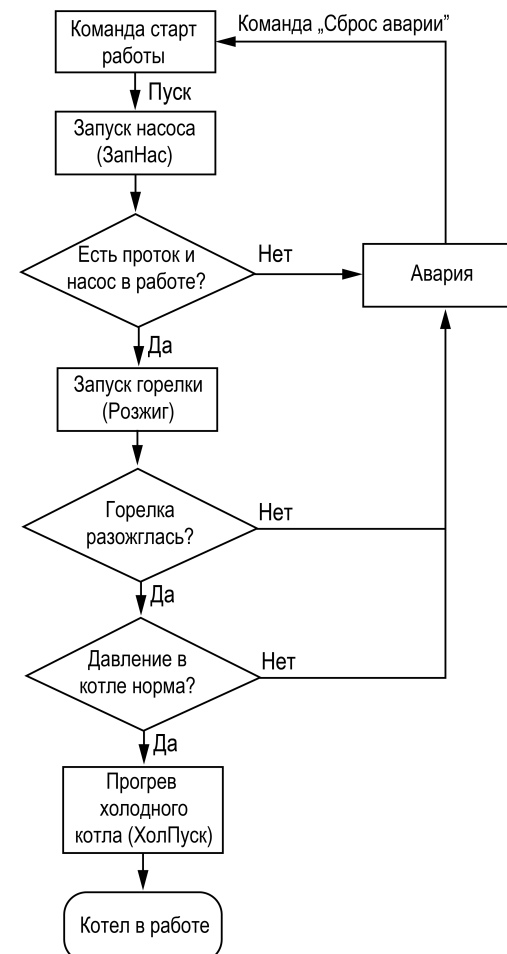 Команда старт
работы
Команда „Сброс аварии”
Пуск
Запуск насоса
(ЗапНас)
Есть проток и
насос в работе?
Нет
Авария
Да
Запуск горелки
(Розжиг)
Горелка
разожглась?
Нет
Да
Давление в
котле норма?
Нет
Да
Прогрев
холодного
котла (ХолПуск)
Котел в работе